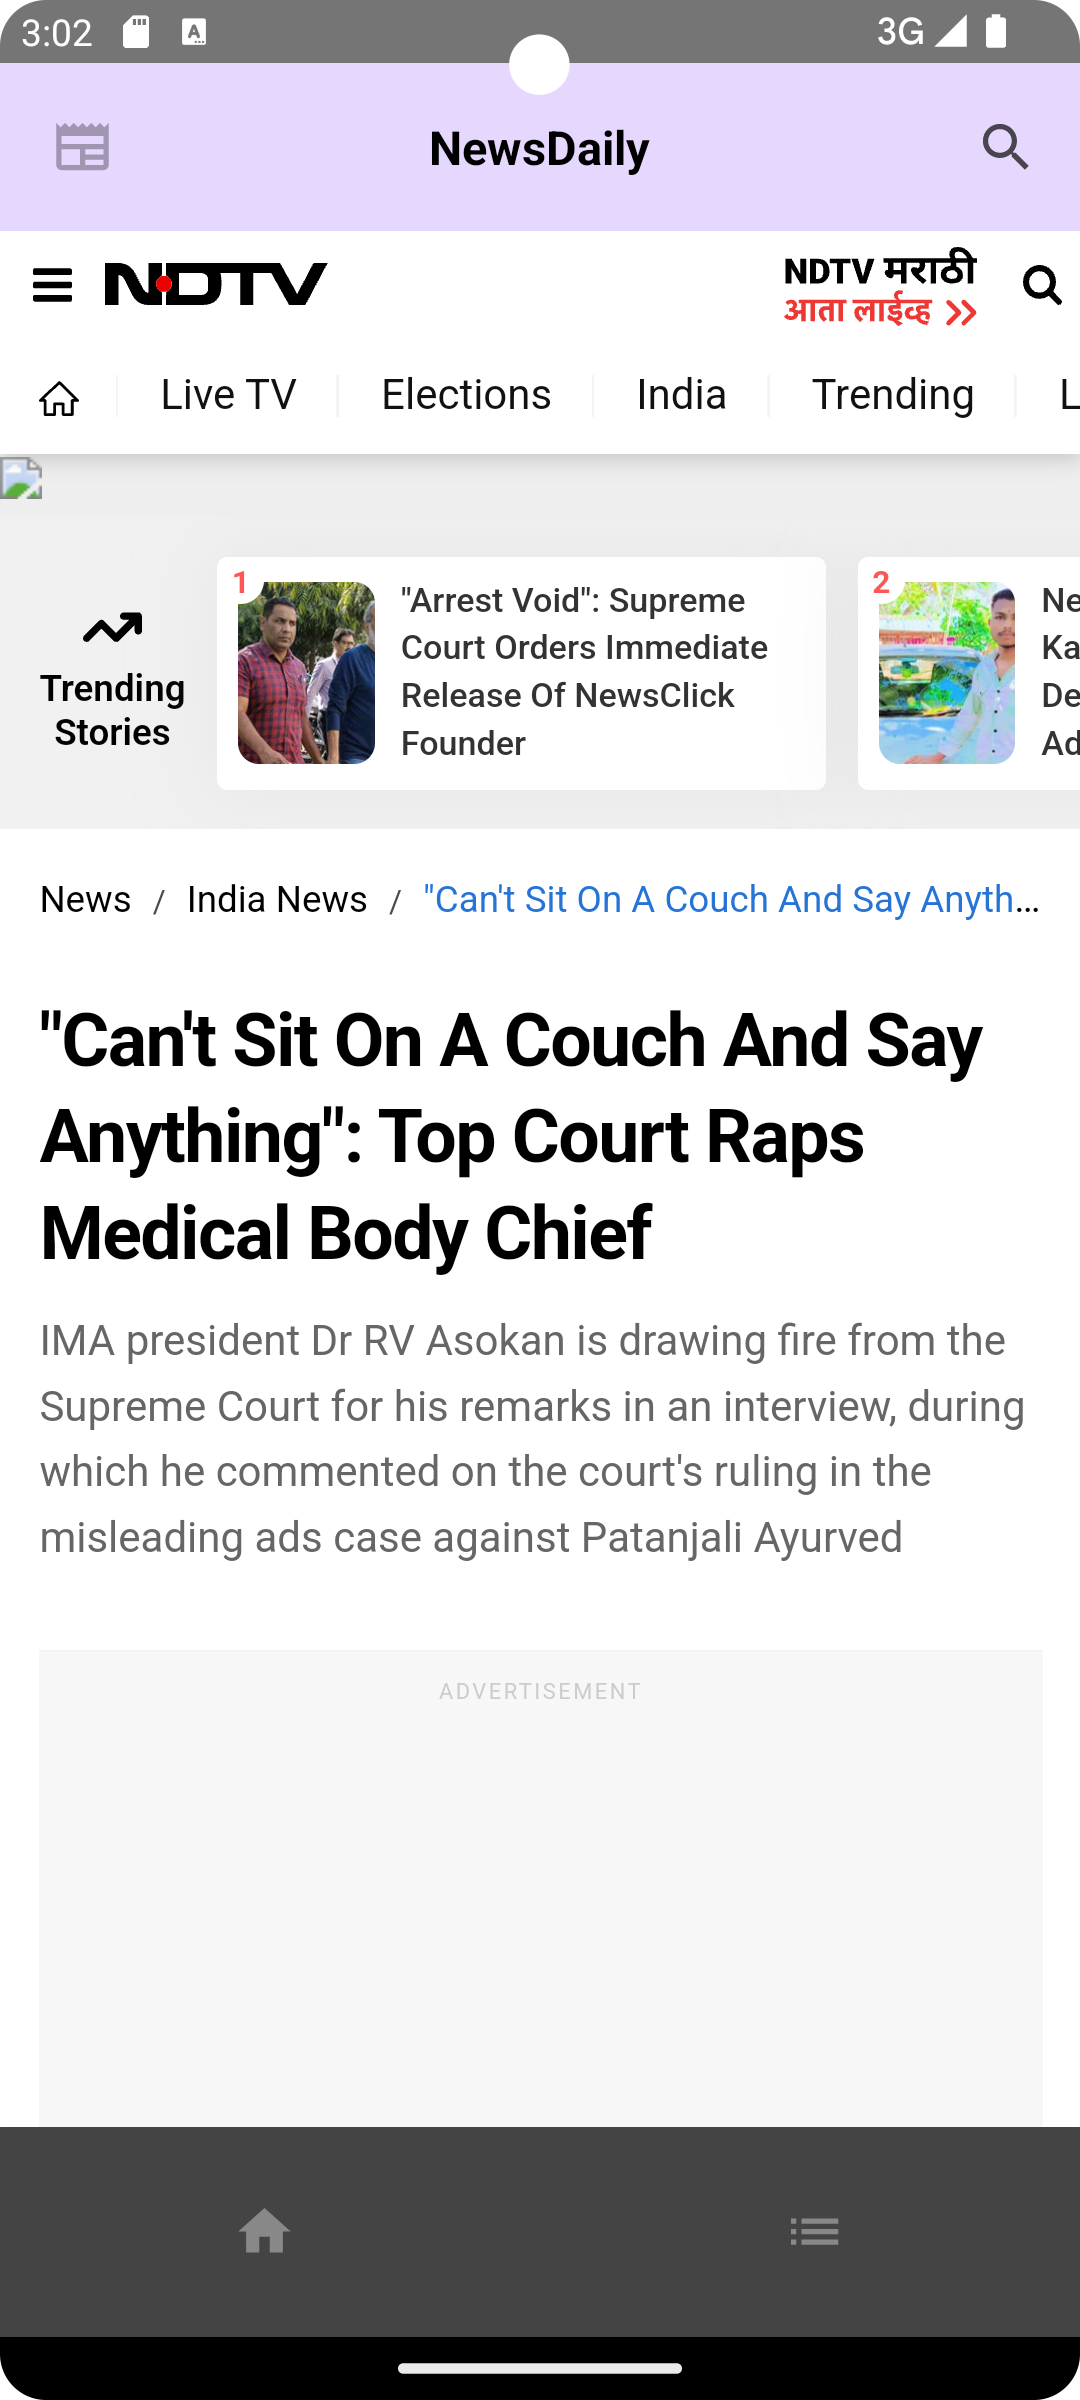 3:02
3G
NewsDaily
NDTV
NDTV मराठी
आता लाईव्ह
Live TV
Elections
India
Trending
L
Trending
Stories
1
"Arrest Void": Supreme
Court Orders Immediate
Release Of NewsClick
Founder
2
Ne
Ka
De
Ad
News / India News / "Can't Sit On A Couch And Say Anyth...
"Can't Sit On A Couch And Say
Anything": Top Court Raps
Medical Body Chief
IMA president Dr RV Asokan is drawing fire from the
Supreme Court for his remarks in an interview, during
which he commented on the court's ruling in the
misleading ads case against Patanjali Ayurved
ADVERTISEMENT